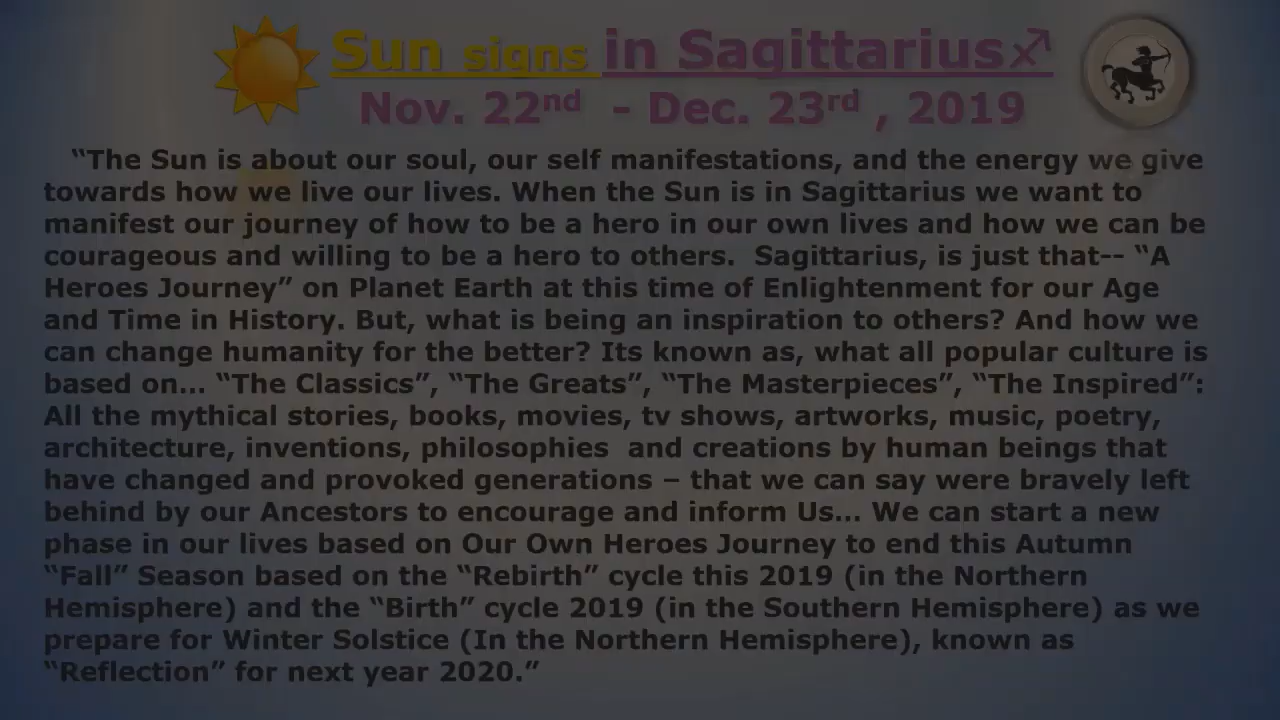 Sun signs in Sagittarius♐
Nov. 22nd - Dec. 23rd , 2019
“The Sun is about our soul, our self manifestations, and the energy we give
towards how we live our lives. When the Sun is in Sagittarius we want to
manifest our journey of how to be a hero in our own lives and how we can be
courageous and willing to be a hero to others.  Sagittarius, is just that-- “A
Heroes Journey” on Planet Earth at this time of Enlightenment for our Age
and Time in History. But, what is being an inspiration to others? And how we
can change humanity for the better? Its known as, what all popular culture is
based on… “The Classics”, “The Greats”, “The Masterpieces”, “The Inspired”:
All the mythical stories, books, movies, tv shows, artworks, music, poetry,
architecture, inventions, philosophies  and creations by human beings that
have changed and provoked generations – that we can say were bravely left
behind by our Ancestors to encourage and inform Us… We can start a new
phase in our lives based on Our Own Heroes Journey to end this Autumn
“Fall” Season based on the “Rebirth” cycle this 2019 (in the Northern
Hemisphere) and the “Birth” cycle 2019 (in the Southern Hemisphere) as we
prepare for Winter Solstice (In the Northern Hemisphere), known as
“Reflection” for next year 2020.”